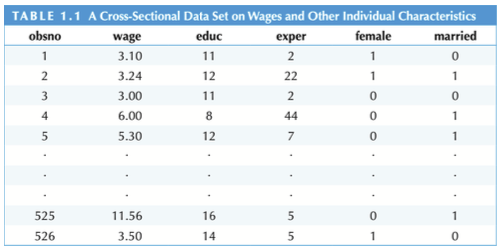 TABLE 1.1 A Cross-Sectional Data Set on Wages and Other Individual Characteristics
obsno wage educ exper female married
1 3.10 11 2 1 0
2 3.24 12 22 1 1
3 3.00 11 2 0 0
4 6.00 8 44 0 1
5 5.30 12 7 0 1
. . . . . .
. . . . . .
. . . . . .
525 11.56 16 5 0 1
526 3.50 14 5 1 0